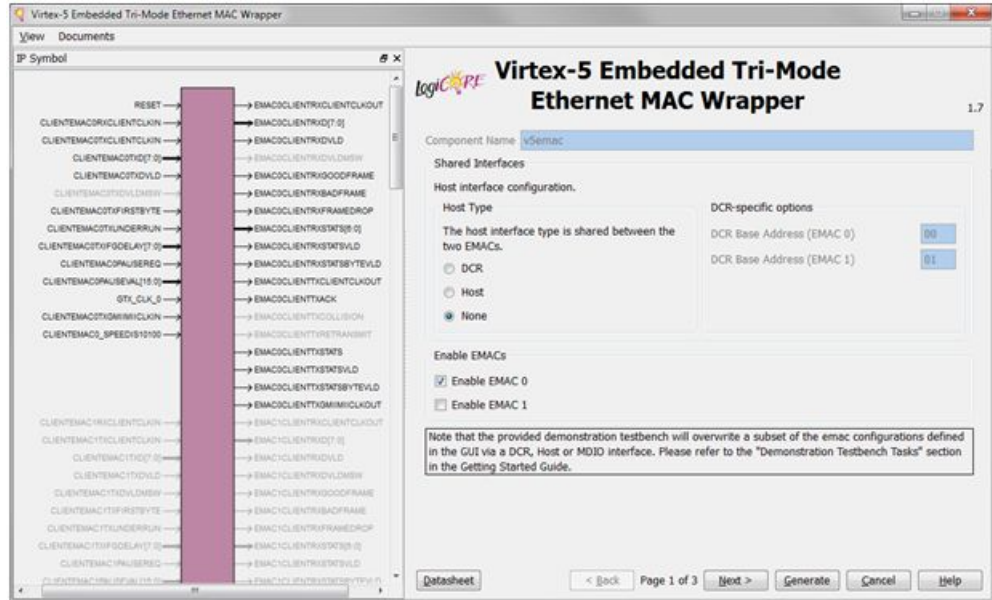 Virtex-5 Embedded Tri-Mode Ethernet MAC Wrapper
View Documents
IP Symbol
RESET
CLIENTEMAC0RXCLIENTCLKIN
CLIENTEMAC0TXCLIENTCLKIN
CLIENTEMAC0TXD[7:0]
CLIENTEMAC0TXDVLD
CLIENTEMAC0TXDVLDMSW
CLIENTEMAC0TXFIRSTBYTE
CLIENTEMAC0TXUNDERRUN
CLIENTEMAC0TXIFGDELAY[7:0]
CLIENTEMAC0PAUSEREQ
CLIENTEMAC0PAUSEVAL[15:0]
GTX_CLK_0
CLIENTEMAC0TXGMIIMIICLKIN
CLIENTEMAC0_SPEEDIS10100
CLIENTEMAC1RXCLIENTCLKIN
CLIENTEMAC1TXCLIENTCLKIN
CLIENTEMAC1TXD[7:0]
CLIENTEMAC1TXDVLD
CLIENTEMAC1TXDVLDMSW
CLIENTEMAC1TXFIRSTBYTE
CLIENTEMAC1TXUNDERRUN
CLIENTEMAC1TXIFGDELAY[7:0]
CLIENTEMAC1PAUSEREQ
EMAC0CLIENTRXCLIENTCLKOUT
EMAC0CLIENTRXD[7:0]
EMAC0CLIENTRXDVLD
EMAC0CLIENTRXDVLDMSW
EMAC0CLIENTRXGOODFRAME
EMAC0CLIENTRXBADFRAME
EMAC0CLIENTRXFRAMEDROP
EMAC0CLIENTRXSTATS[6:0]
EMAC0CLIENTRXSTATSVLD
EMAC0CLIENTRXSTATSBYTEVLD
EMAC0CLIENTTXCLIENTCLKOUT
EMAC0CLIENTTXACK
EMAC0CLIENTTXCOLLISION
EMAC0CLIENTTXRETRANSMIT
EMAC0CLIENTTXSTATS
EMAC0CLIENTTXSTATSVLD
EMAC0CLIENTTXSTATSBYTEVLD
EMAC0CLIENTTXGMIIMIICLKOUT
EMAC1CLIENTRXCLIENTCLKOUT
EMAC1CLIENTRXD[7:0]
EMAC1CLIENTRXDVLD
EMAC1CLIENTRXDVLDMSW
EMAC1CLIENTRXGOODFRAME
EMAC1CLIENTRXBADFRAME
EMAC1CLIENTRXFRAMEDROP
EMAC1CLIENTRXSTATS[6:0]
EMAC1CLIENTRXSTATSVLD
logiCORE
Virtex-5 Embedded Tri-Mode
Ethernet MAC Wrapper
1.7
Component Name v5emac
Shared Interfaces
Host interface configuration.
Host Type
The host interface type is shared between the
two EMACs.
DCR
Host
None
DCR-specific options
DCR Base Address (EMAC 0) 00
DCR Base Address (EMAC 1) 01
Enable EMACs
Enable EMAC 0
Enable EMAC 1
Note that the provided demonstration testbench will overwrite a subset of the emac configurations defined
in the GUI via a DCR, Host or MDIO interface. Please refer to the "Demonstration Testbench Tasks" section
in the Getting Started Guide.
Datasheet < Back Page 1 of 3 Next > Generate Cancel Help